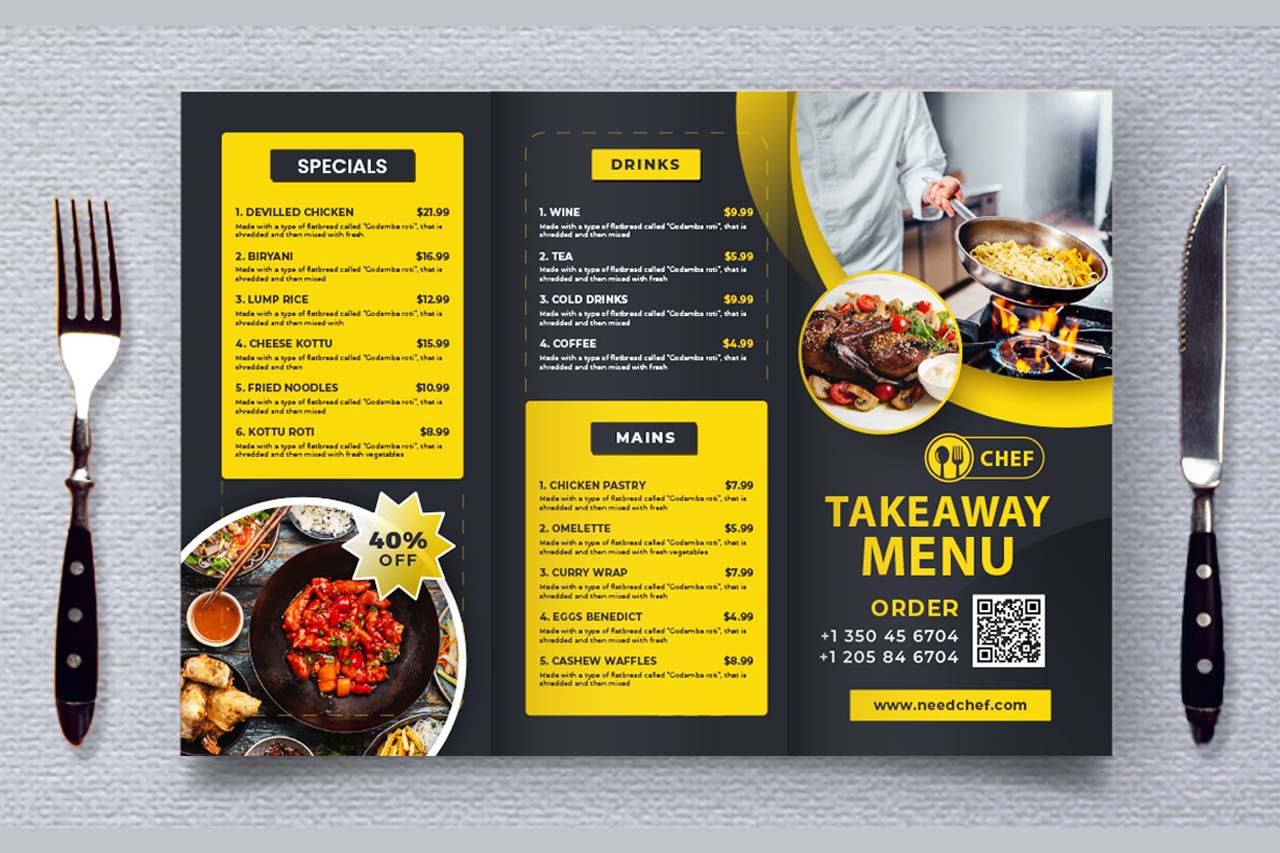 SPECIALS
1. DEVILLED CHICKEN $21.99
Made with a type of flatbread called "Godamba roti", that is
shredded and then mixed with fresh
2. BIRYANI $16.99
Made with a type of flatbread called "Godamba roti", that is
shredded and then mixed
3. LUMP RICE $12.99
Made with a type of flatbread called "Godamba roti", that is
shredded and then mixed with
4. CHEESE KOTTU $15.99
Made with a type of flatbread called "Godamba roti", that is
shredded and then
5. FRIED NOODLES $10.99
Made with a type of flatbread called "Godamba roti", that is
shredded and then mixed
6. KOTTU ROTI $8.99
Made with a type of flatbread called "Godamba roti", that is
shredded and then mixed with fresh vegetables
40%
OFF
DRINKS
1. WINE $9.99
Made with a type of flatbread called "Godamba roti", that is
shredded and then mixed
2. TEA $5.99
Made with a type of flatbread called "Godamba roti", that is
shredded and then mixed with fresh
3. COLD DRINKS $9.99
Made with a type of flatbread called "Godamba roti", that is
shredded and then mixed
4. COFFEE $4.99
Made with a type of flatbread called "Godamba roti", that is
shredded and then mixed with fresh
MAINS
1. CHICKEN PASTRY $7.99
Made with a type of flatbread called "Godamba roti", that is
shredded and then mixed with fresh
2. OMELETTE $5.99
Made with a type of flatbread called "Godamba roti", that is
shredded and then mixed with fresh vegetables
3. CURRY WRAP $7.99
Made with a type of flatbread called "Godamba roti", that is
shredded and then mixed with fresh
4. EGGS BENEDICT $4.99
Made with a type of flatbread called "Godamba roti", that is
shredded and then mixed with fresh
5. CASHEW WAFFLES $8.99
Made with a type of flatbread called "Godamba roti", that is
shredded and then mixed
CHEF
TAKEAWAY
MENU
ORDER
+1 350 45 6704
+1 205 84 6704
www.needchef.com